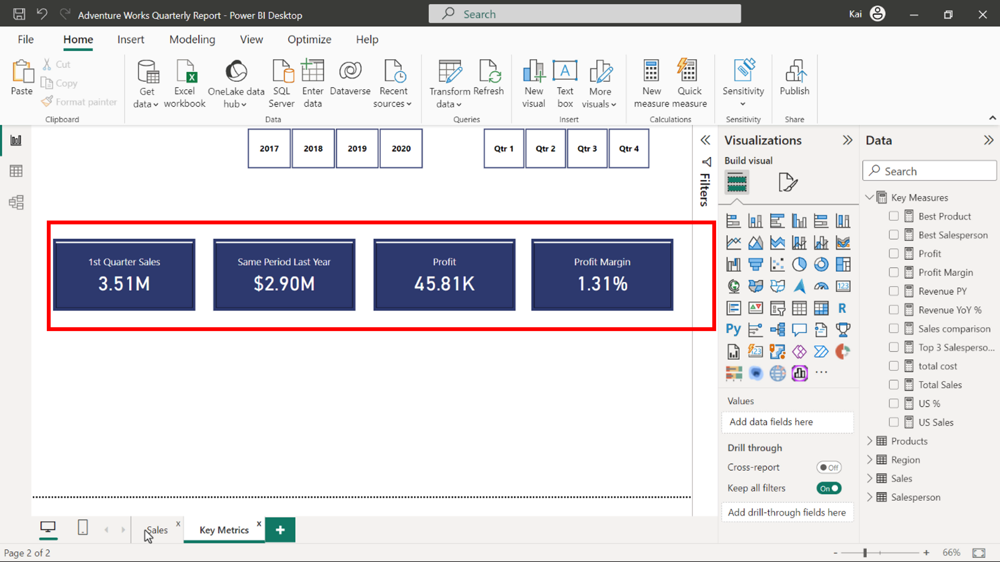 Adventure Works Quarterly Report - Power BI Desktop
Search
Kai
File Home Insert Modeling View Optimize Help
Paste
Cut
Copy
Format painter
Clipboard
Get data
Excel workbook
OneLake data hub
SQL Server
Enter data
Dataverse
Recent sources
Data
Transform data
Refresh
Queries
New visual
Text box
More visuals
Insert
New measure
Quick measure
Calculations
Sensitivity
Sensitivity
Publish
Share
2017 2018 2019 2020
Qtr 1 Qtr 2 Qtr 3 Qtr 4
1st Quarter Sales
3.51M
Same Period Last Year
$2.90M
Profit
45.81K
Profit Margin
1.31%
Filters
Visualizations
Build visual
123
R
Py
123
Values
Add data fields here
Drill through
Cross-report
Off
Keep all filters
On
Add drill-through fields here
Data
Search
Key Measures
Best Product
Best Salesperson
Profit
Profit Margin
Revenue PY
Revenue YoY %
Sales comparison
Top 3 Salesperso...
total cost
Total Sales
US %
US Sales
Products
Region
Sales
Salesperson
Sales x
Key Metrics x
+
Page 2 of 2
- + 66%